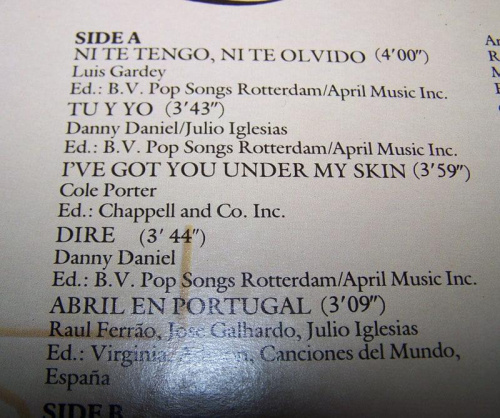 SIDE A
NI TE TENGO, NI TE OLVIDO (4'00")
Luis Gardey
Ed.: B.V. Pop Songs Rotterdam/April Music Inc.
TU Y YO (3'43")
Danny Daniel/Julio Iglesias
Ed.: B.V. Pop Songs Rotterdam/April Music Inc.
I'VE GOT YOU UNDER MY SKIN (3'59")
Cole Porter
Ed.: Chappell and Co. Inc.
DIRE (3' 44")
Danny Daniel
Ed.: B.V. Pop Songs Rotterdam/April Music Inc.
ABRIL EN PORTUGAL (3'09")
Raul Ferrão, José Galhardo, Julio Iglesias
Ed.: Virginia Canciones del Mundo,
España
SIDE B